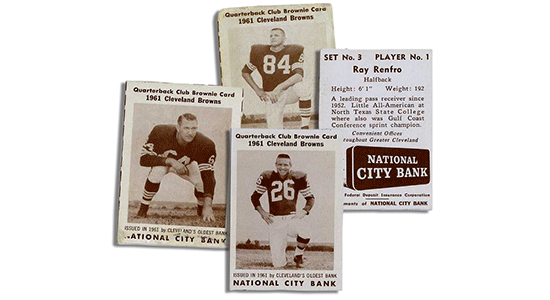 Quarterback Club Brownie Card
1961 Cleveland Browns
84
SET No. 3 PLAYER No. 1
Ray Renfro
Halfback
Height: 6'1" Weight: 192
A leading pass receiver since
1952. Little All-American at
North Texas State College
where also was Gulf Coast
Conference sprint champion.
Convenient Offices
roughout Greater Cleveland
NATIONAL
CITY BANK
Federal Deposit Insurance Corporation
ments of NATIONAL CITY BANK
Quarterback Club Brownie Card
1961 Cleveland Browns
ISSUED IN 1961 by CLEVELAND'S OLDEST BANK
NATIONAL CITY BANK
Quarterback Club Brownie Card
1961 Cleveland Browns
26
ISSUED IN 1961 by CLEVELAND'S OLDEST BANK
NATIONAL CITY BANK